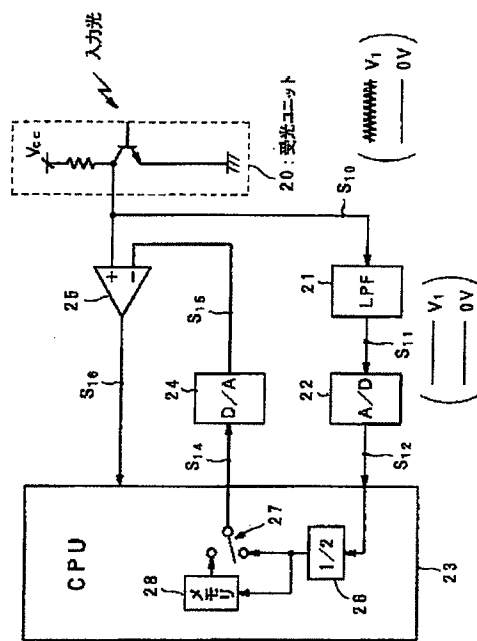 CPU
28
メモリ
27
1/2
26
23
S16
S14
S12
25
+
−
D/A
24
S15
A/D
22
S11
LPF
21
S10
V1
0V
V1
0V
Vcc
20:受光ユニット
入力光